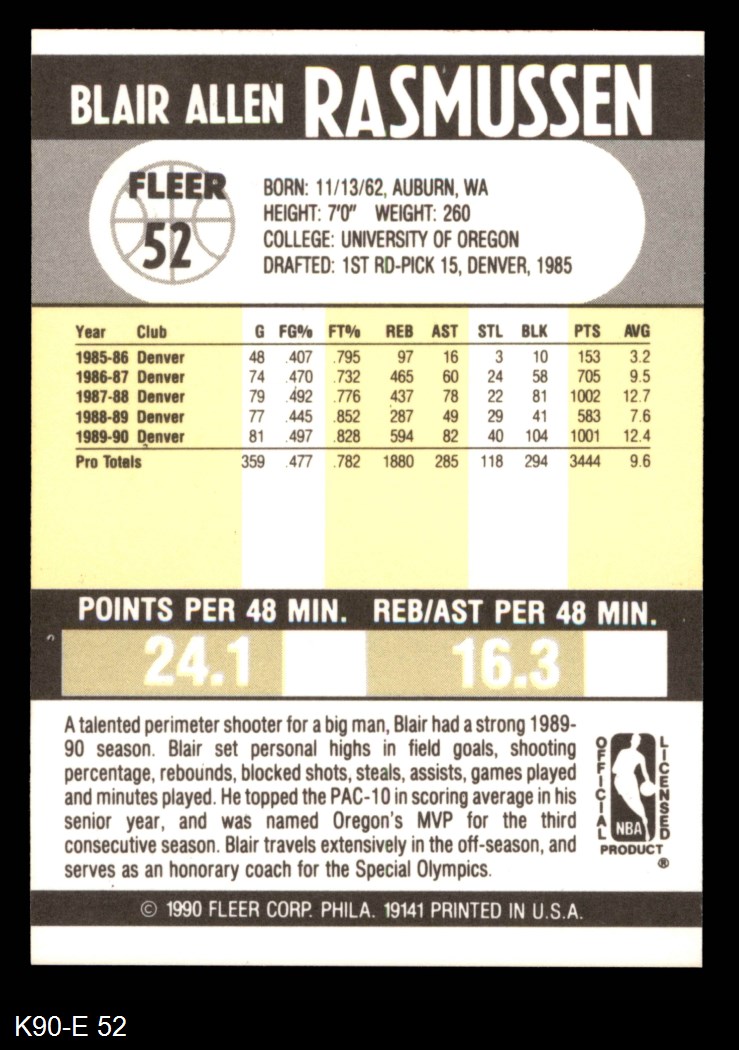 BLAIR ALLEN RASMUSSEN
FLEER
52
BORN: 11/13/62, AUBURN, WA
HEIGHT: 7'0" WEIGHT: 260
COLLEGE: UNIVERSITY OF OREGON
DRAFTED: 1ST RD-PICK 15, DENVER, 1985
Year Club G FG% FT% REB AST STL BLK PTS AVG
1985-86 Denver 48 .407 .795 97 16 3 10 153 3.2
1986-87 Denver 74 .470 .732 465 60 24 58 705 9.5
1987-88 Denver 79 .492 .776 437 78 22 81 1002 12.7
1988-89 Denver 77 .445 .852 287 49 29 41 583 7.6
1989-90 Denver 81 .497 .828 594 82 40 104 1001 12.4
Pro Totals 359 .477 .782 1880 285 118 294 3444 9.6
POINTS PER 48 MIN. REB/AST PER 48 MIN.
24.1 16.3
A talented perimeter shooter for a big man, Blair had a strong 1989-
90 season. Blair set personal highs in field goals, shooting
percentage, rebounds, blocked shots, steals, assists, games played
and minutes played. He topped the PAC-10 in scoring average in his
senior year, and was named Oregon's MVP for the third
consecutive season. Blair travels extensively in the off-season, and
serves as an honorary coach for the Special Olympics.
OFFICIAL
LICENSED
NBA
PRODUCT
®
© 1990 FLEER CORP. PHILA. 19141 PRINTED IN U.S.A.
K90-E 52